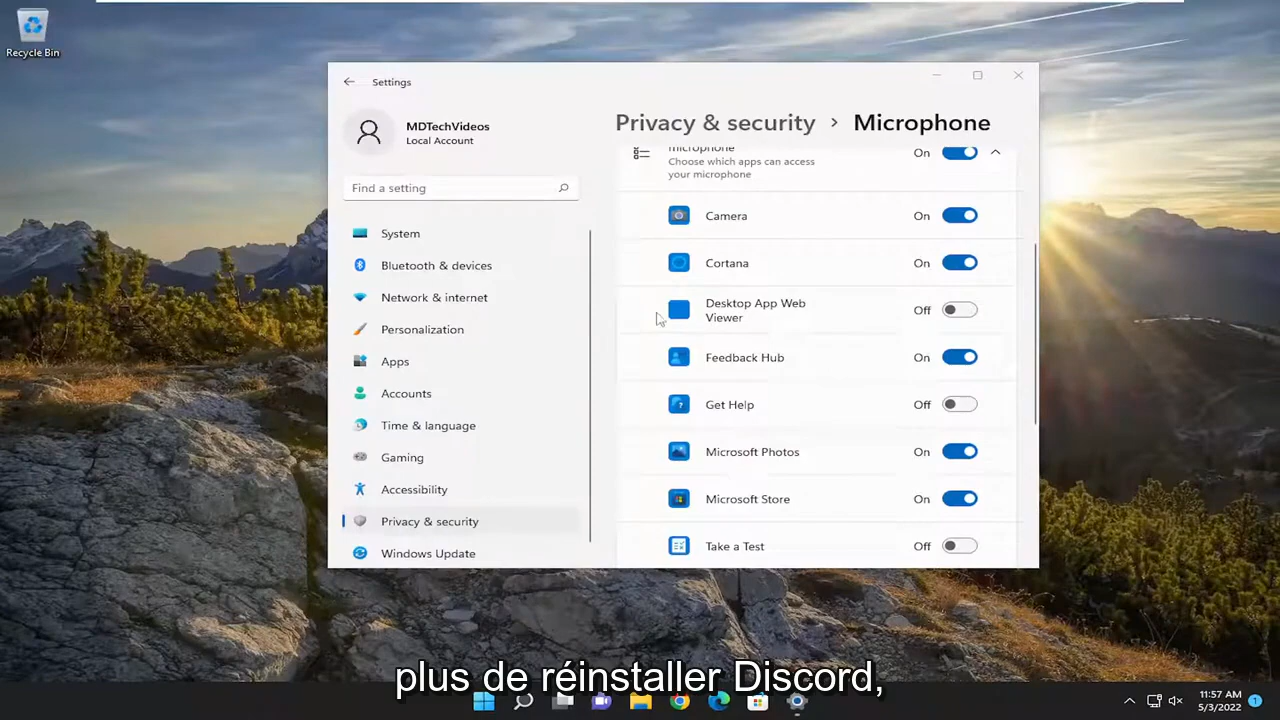 Recycle Bin
Settings
MDTechVideos
Local Account
Find a setting
System
Bluetooth & devices
Network & internet
Personalization
Apps
Accounts
Time & language
Gaming
Accessibility
Privacy & security
Windows Update
Privacy & security > Microphone
microphone
Choose which apps can access
your microphone
On
Camera
On
Cortana
On
Desktop App Web
Viewer
Off
Feedback Hub
On
Get Help
Off
Microsoft Photos
On
Microsoft Store
On
Take a Test
Off
plus de réinstaller Discord,
11:57 AM
5/3/2022
1